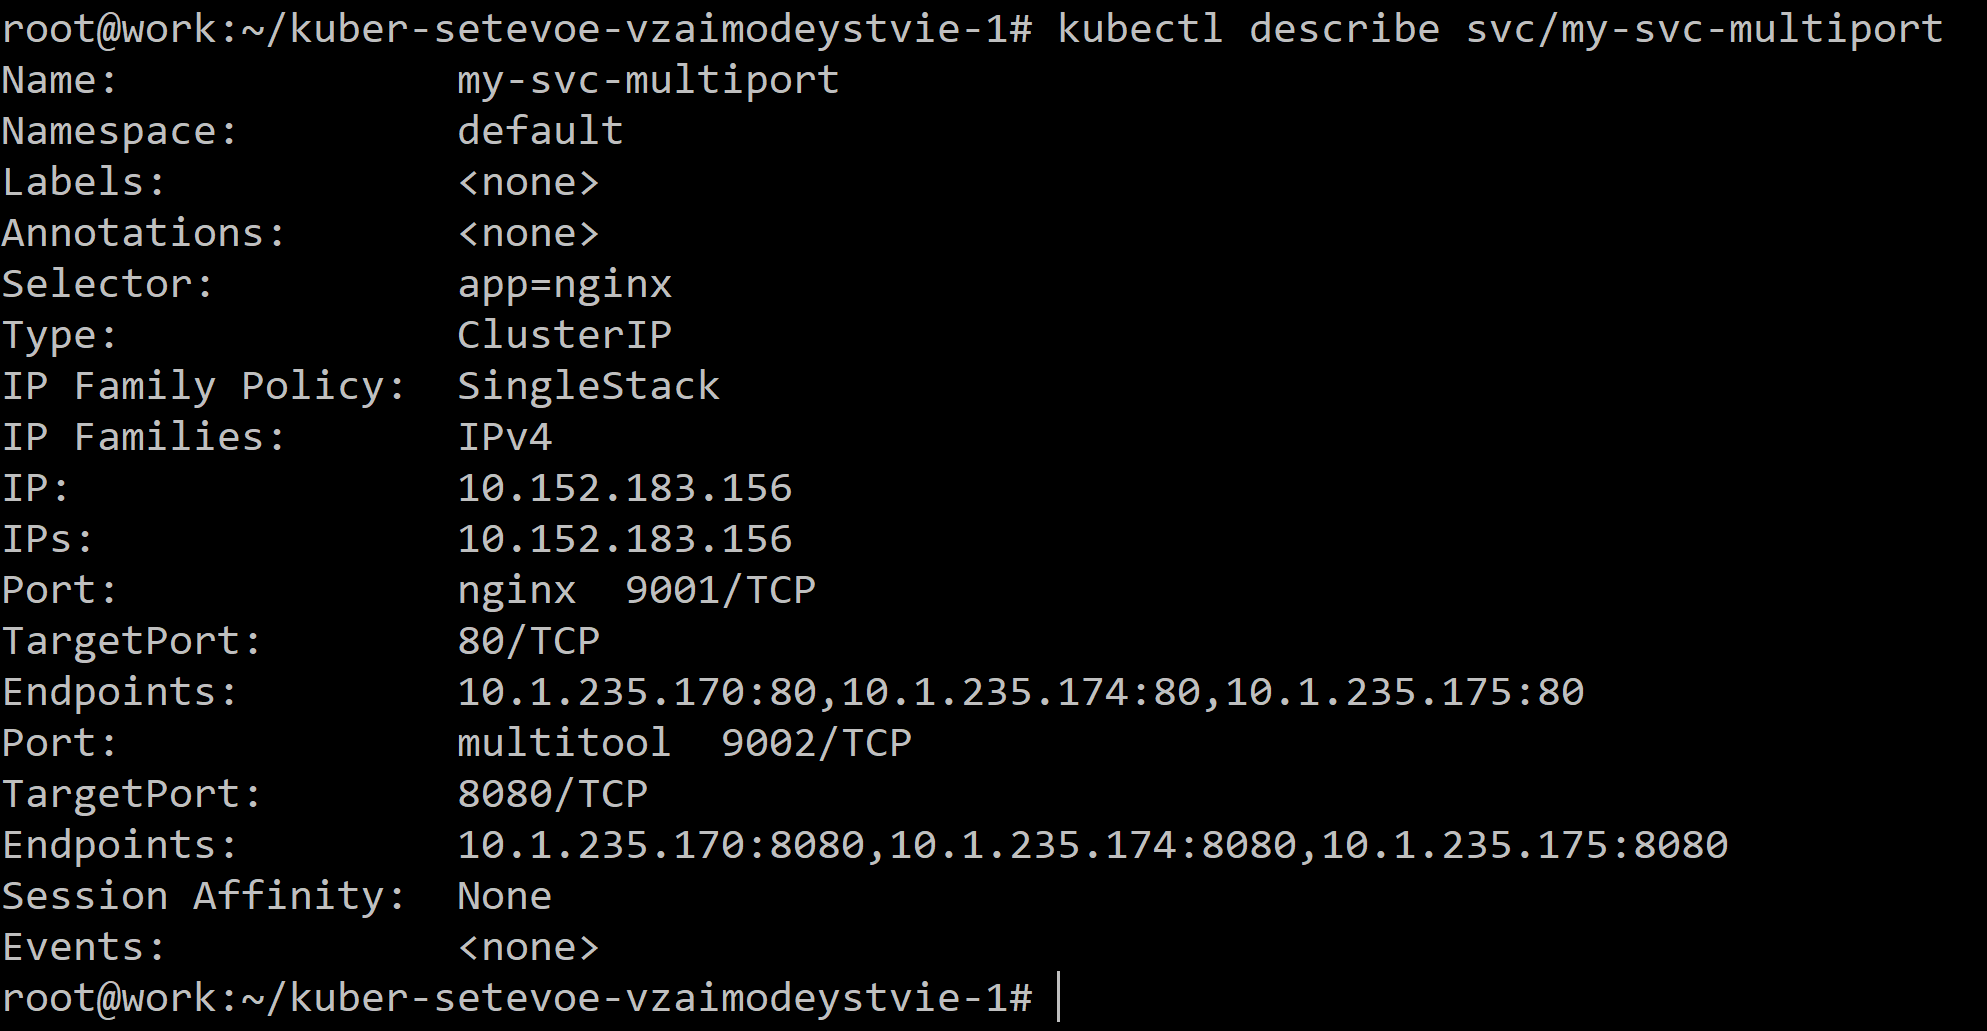 root@work:~/kuber-setevoe-vzaimodeystvie-1# kubectl describe svc/my-svc-multiport
Name:              my-svc-multiport
Namespace:         default
Labels:            <none>
Annotations:       <none>
Selector:          app=nginx
Type:              ClusterIP
IP Family Policy:  SingleStack
IP Families:       IPv4
IP:                10.152.183.156
IPs:               10.152.183.156
Port:              nginx  9001/TCP
TargetPort:        80/TCP
Endpoints:         10.1.235.170:80,10.1.235.174:80,10.1.235.175:80
Port:              multitool  9002/TCP
TargetPort:        8080/TCP
Endpoints:         10.1.235.170:8080,10.1.235.174:8080,10.1.235.175:8080
Session Affinity:  None
Events:            <none>
root@work:~/kuber-setevoe-vzaimodeystvie-1#